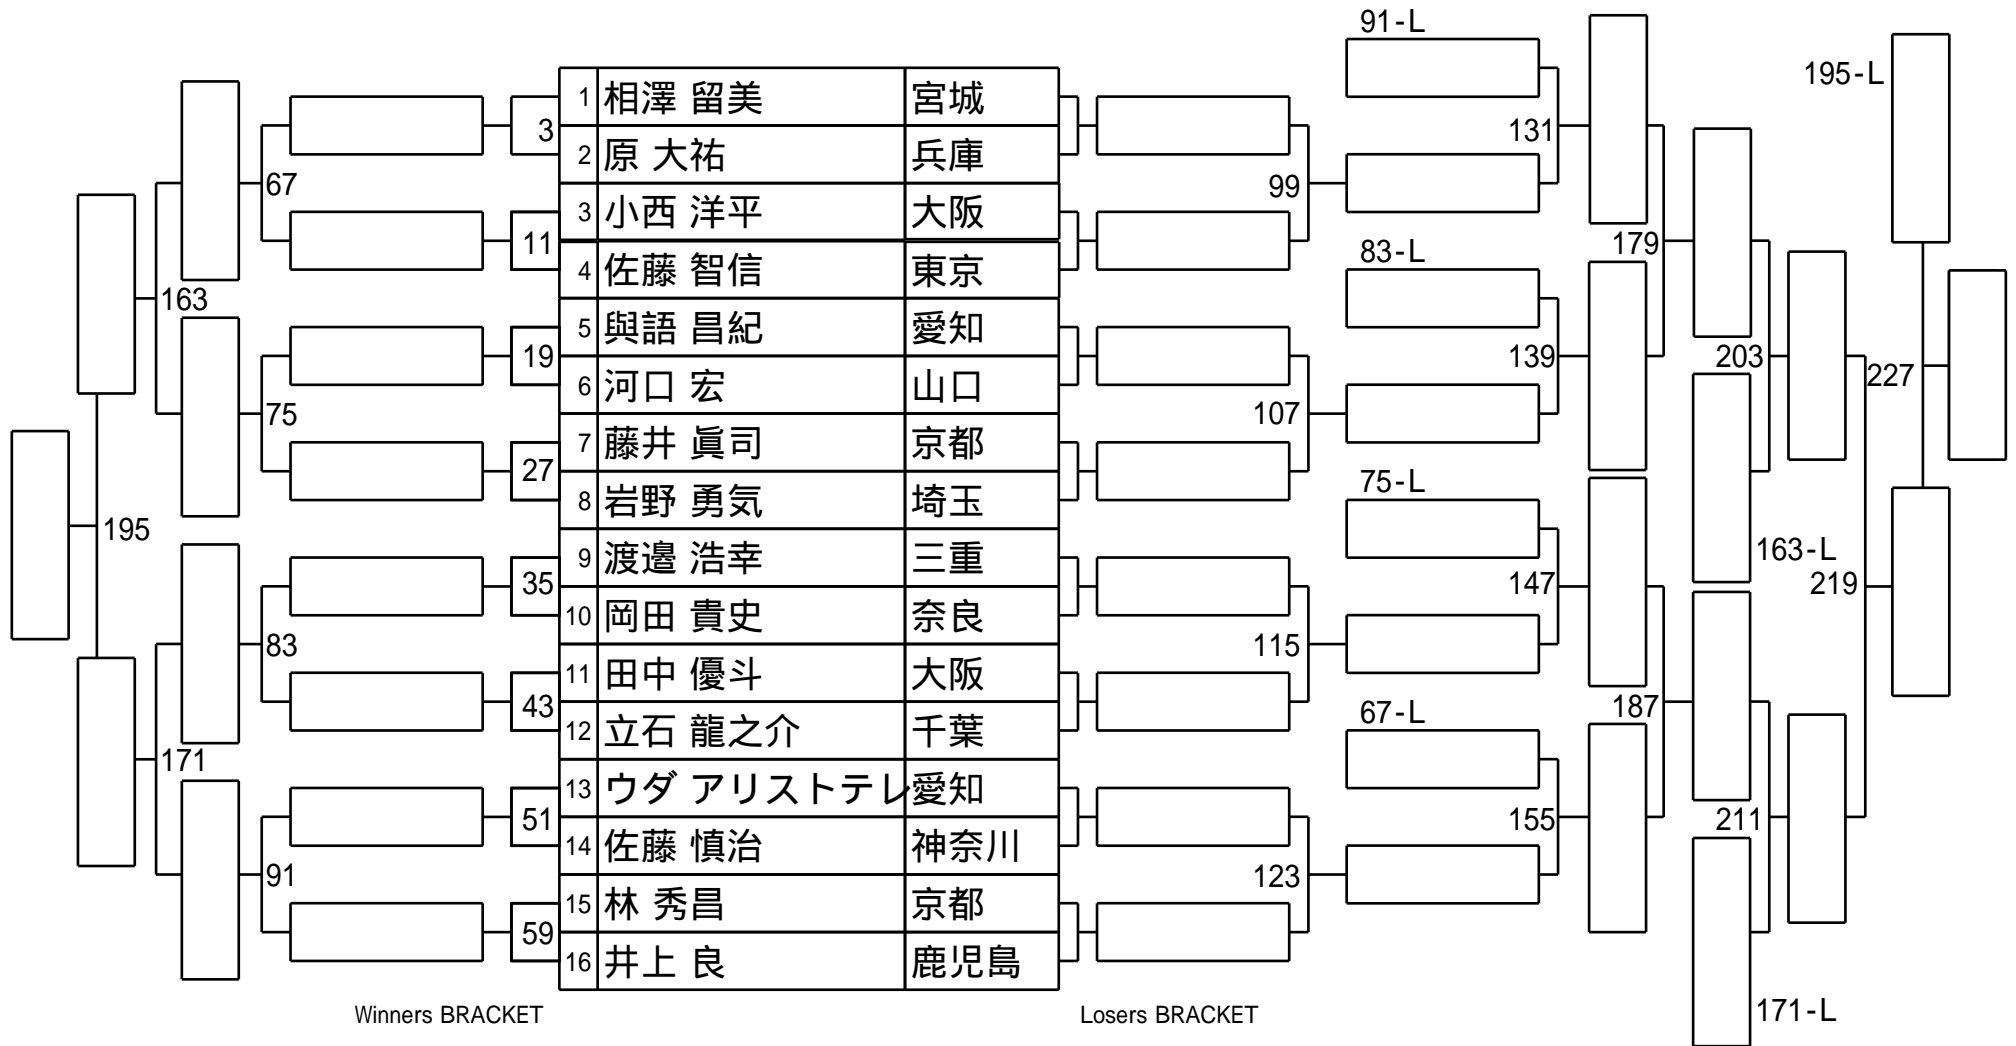 91-L
195-L
1 相澤 留美 宮城
3
131
2 原 大祐 兵庫
67
99
3 小西 洋平 大阪
11
179
83-L
4 佐藤 智信 東京
163
5 與語 昌紀 愛知
19
139
203
227
6 河口 宏 山口
75
107
7 藤井 眞司 京都
27
75-L
8 岩野 勇気 埼玉
195
9 渡邉 浩幸 三重
163-L
35
147
219
10 岡田 貴史 奈良
83
115
11 田中 優斗 大阪
43
67-L
187
12 立石 龍之介 千葉
171
13 ウダ アリストテレ 愛知
51
155
211
14 佐藤 慎治 神奈川
91
123
15 林 秀昌 京都
59
16 井上 良 鹿児島
Winners BRACKET
Losers BRACKET
171-L